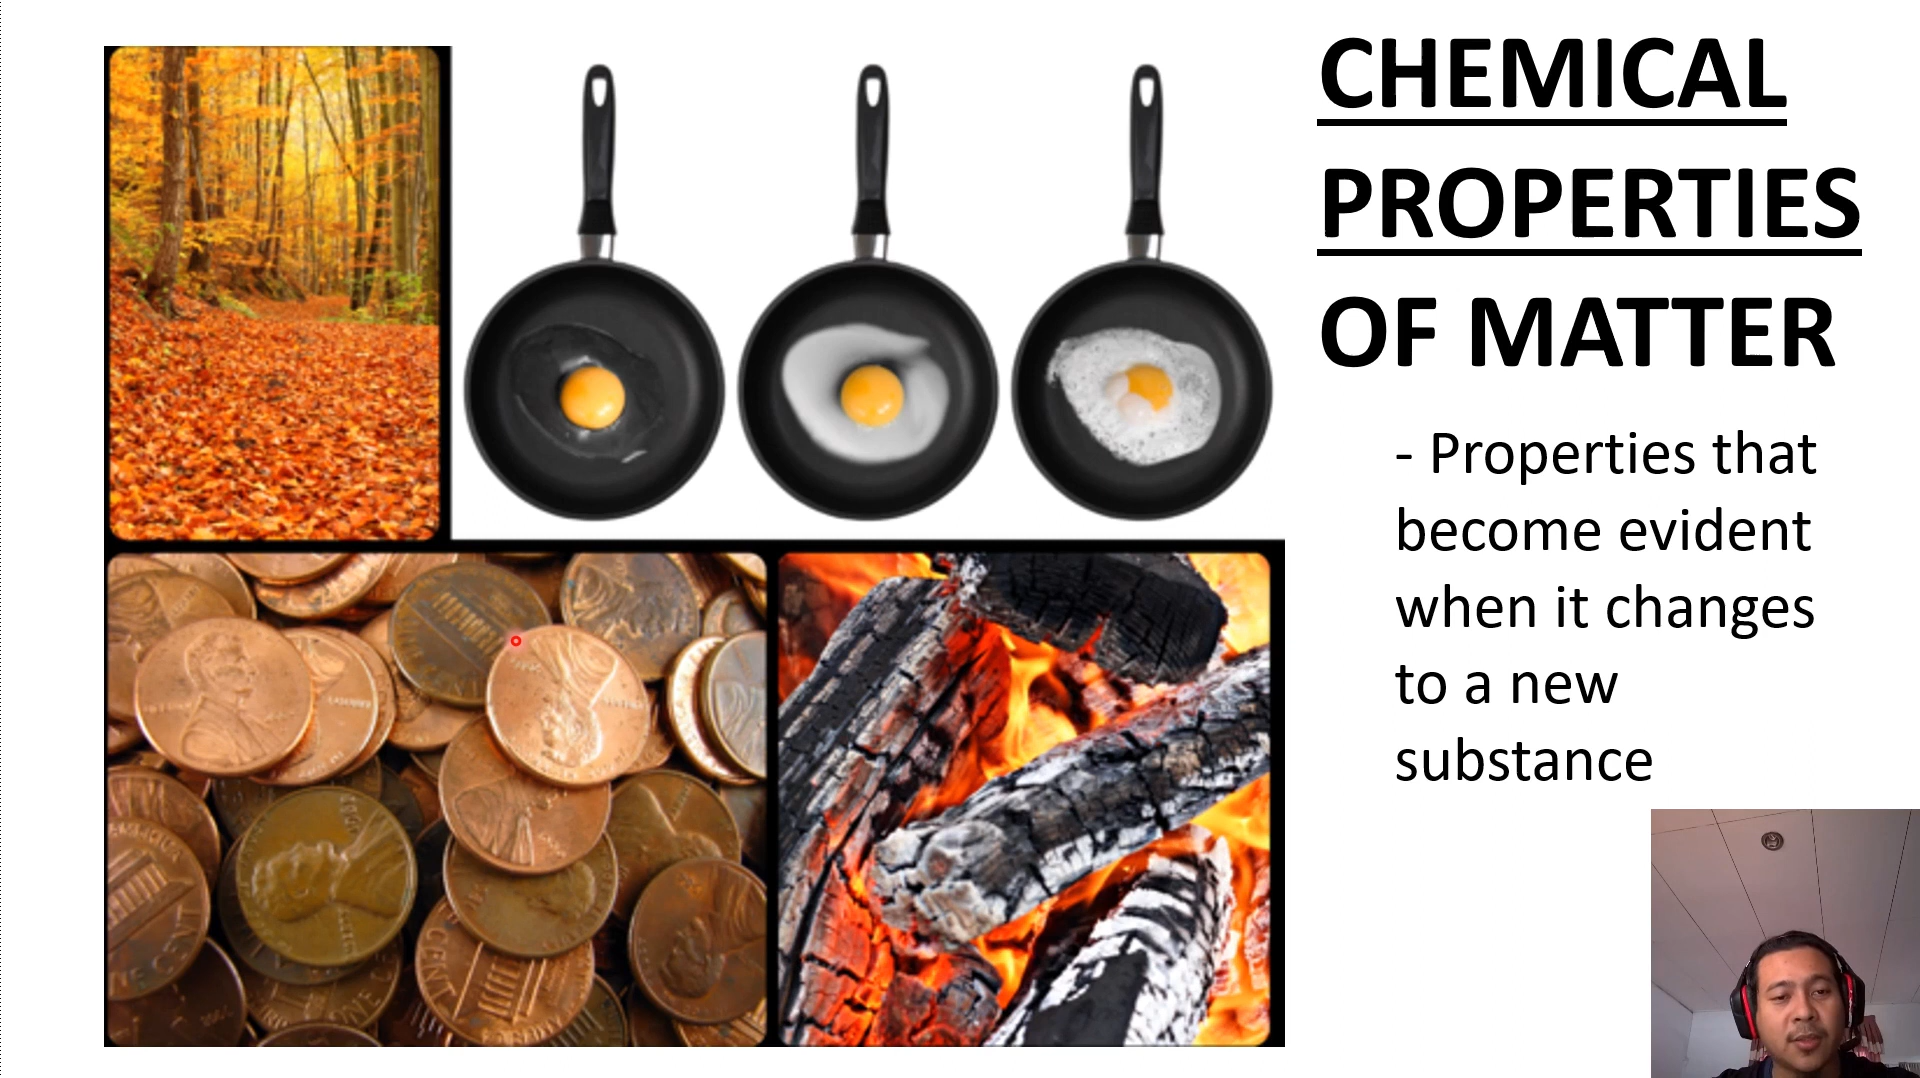 CHEMICAL
PROPERTIES
OF MATTER
- Properties that
become evident
when it changes
to a new
substance